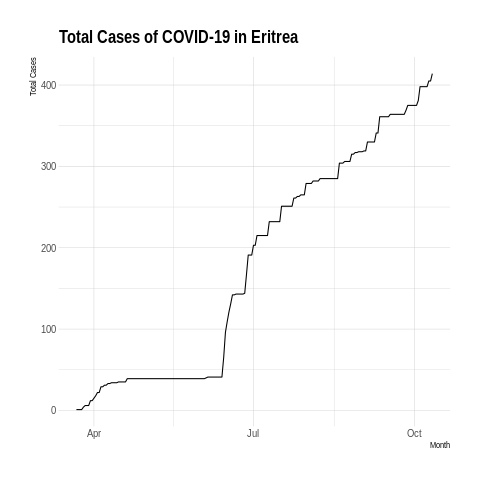 Total Cases of COVID-19 in Eritrea
Total Cases
400
300
200
100
0
Apr
Jul
Oct
Month